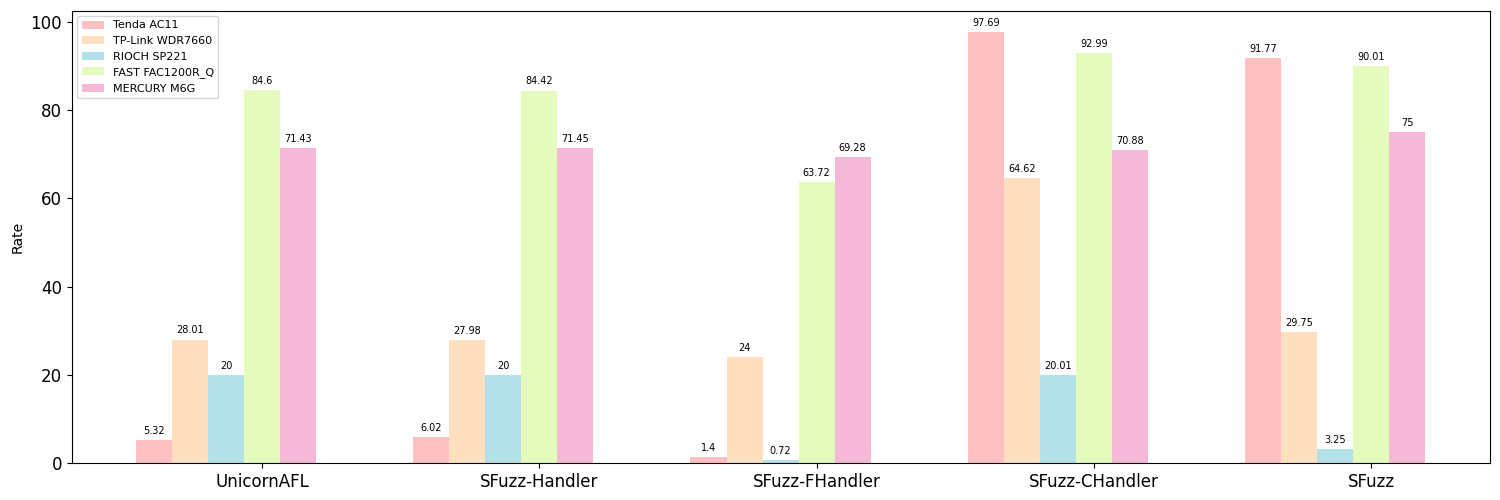 Tenda AC11
TP-Link WDR7660
RIOCH SP221
FAST FAC1200R_Q
MERCURY M6G
Rate
100
80
60
40
20
0
5.32
28.01
20
84.6
71.43
6.02
27.98
20
84.42
71.45
1.4
24
0.72
63.72
69.28
97.69
64.62
20.01
92.99
70.88
91.77
29.75
3.25
90.01
75
UnicornAFL
SFuzz-Handler
SFuzz-FHandler
SFuzz-CHandler
SFuzz